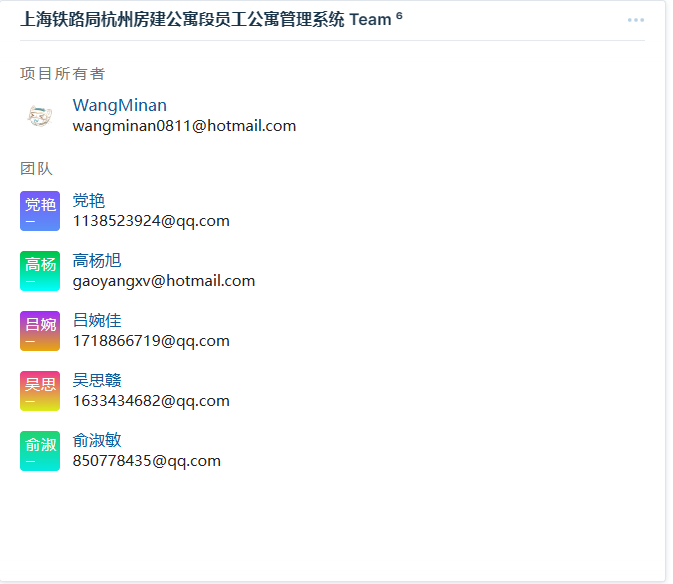 上海铁路局杭州房建公寓段员工公寓管理系统 Team 6
项目所有者
WangMinan
wangminan0811@hotmail.com
团队
党艳
党艳
1138523924@qq.com
高杨
高杨旭
gaoyangxv@hotmail.com
吕婉
吕婉佳
1718866719@qq.com
吴思
吴思赣
1633434682@qq.com
俞淑
俞淑敏
850778435@qq.com